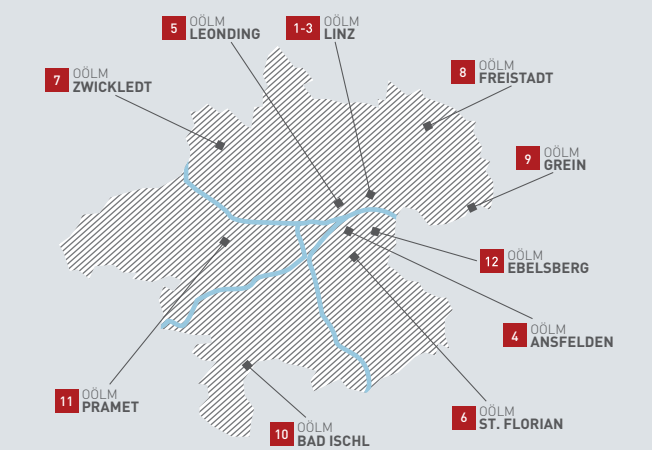 5 OÖLM
LEONDING
1-3 OÖLM
LINZ
7 OÖLM
ZWICKLEDT
8 OÖLM
FREISTADT
9 OÖLM
GREIN
12 OÖLM
EBELSBERG
4 OÖLM
ANSFELDEN
11 OÖLM
PRAMET
6 OÖLM
ST. FLORIAN
10 OÖLM
BAD ISCHL